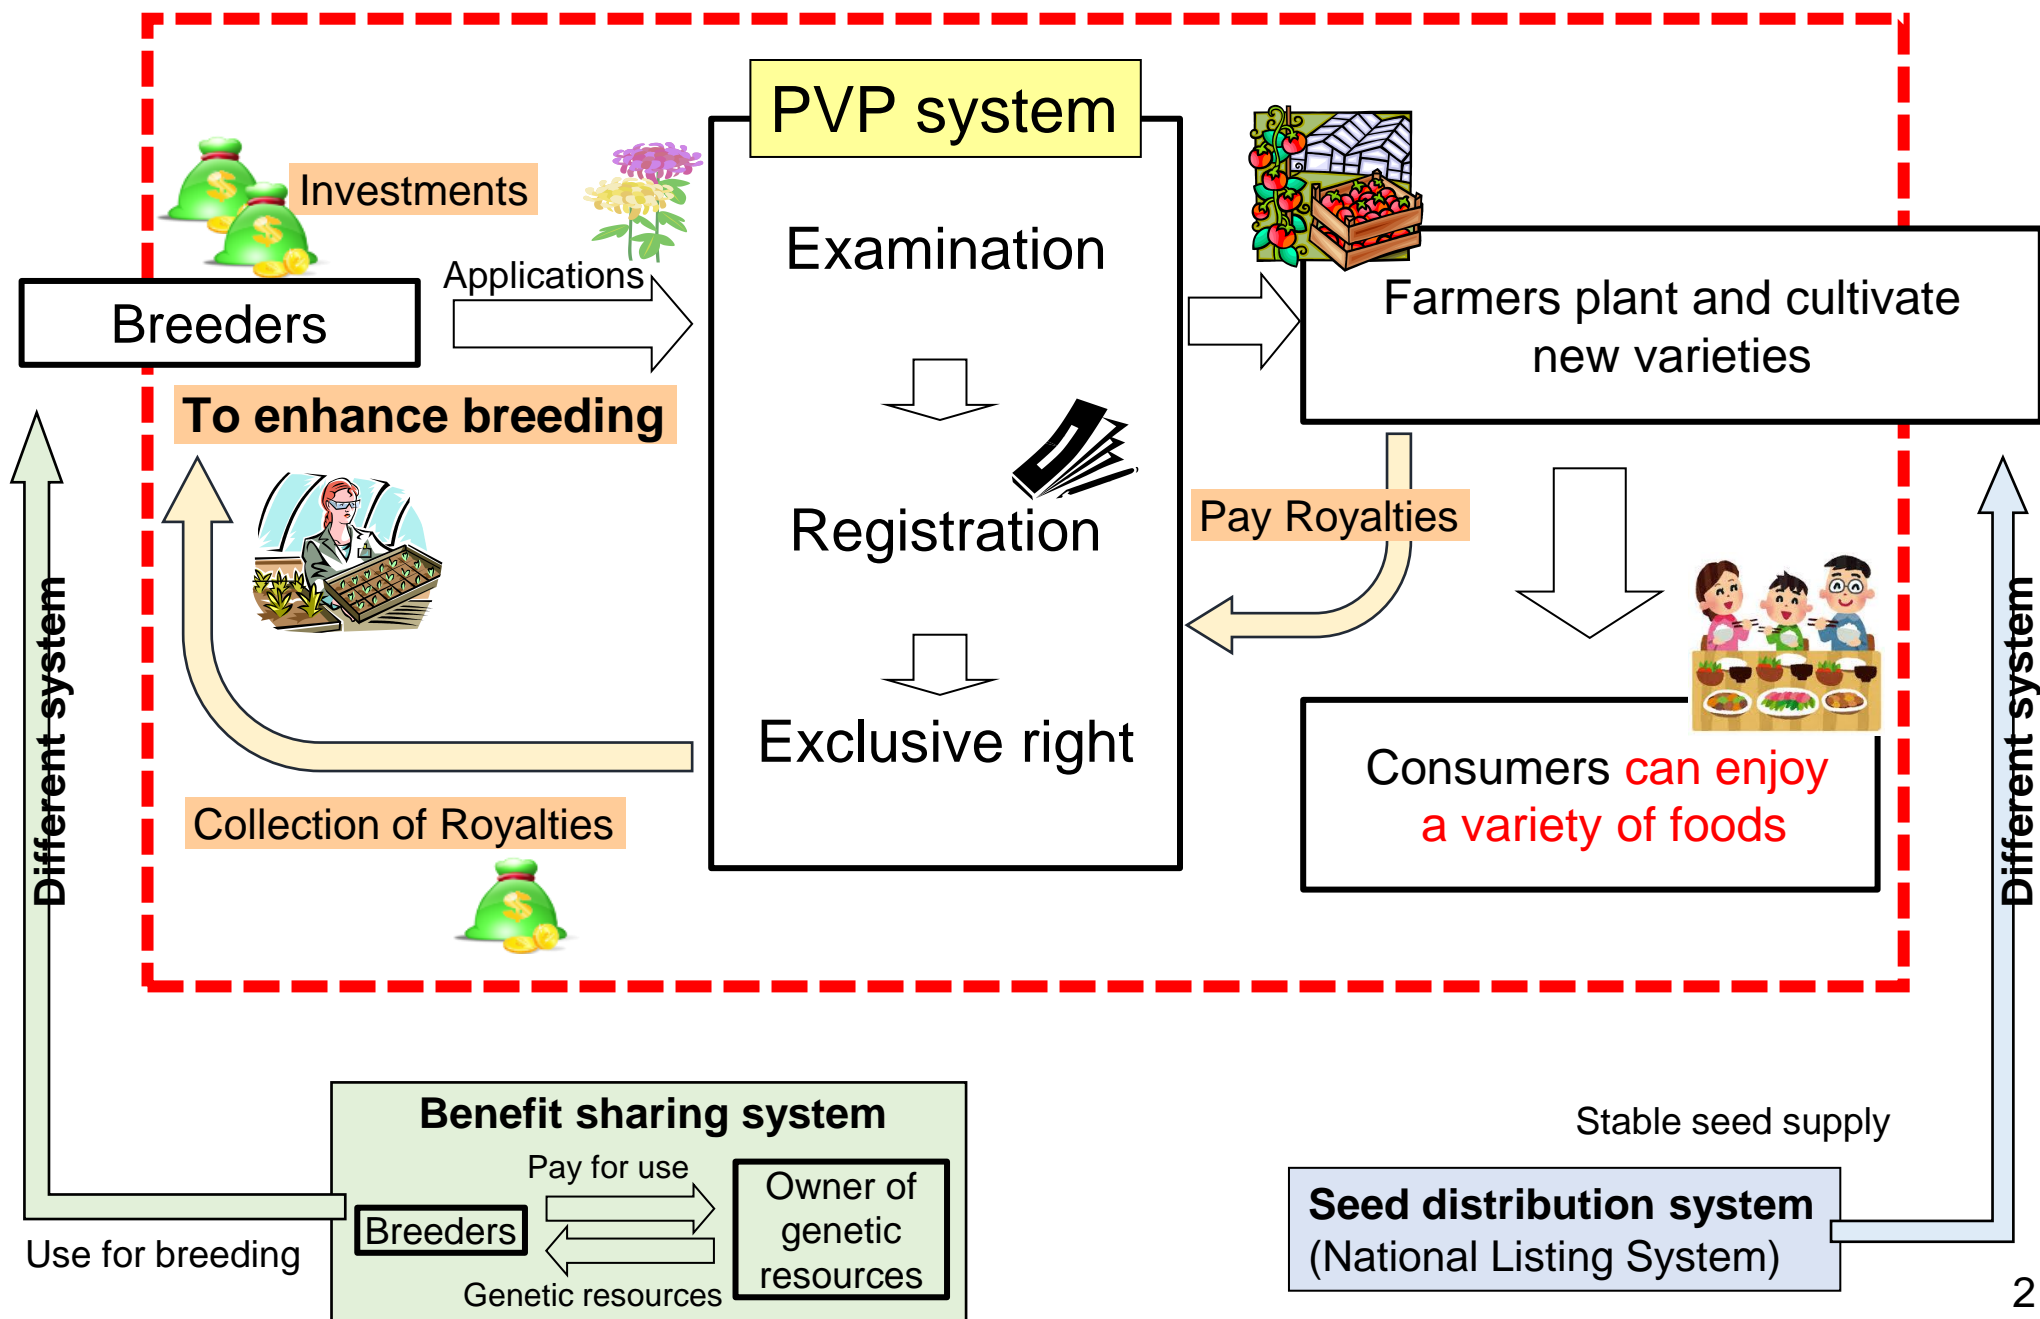 PVP system
Investments
Applications
Breeders
To enhance breeding
Examination
Registration
Exclusive right
Farmers plant and cultivate
new varieties
Pay Royalties
Collection of Royalties
Consumers can enjoy
a variety of foods
Different system
Different system
Benefit sharing system
Pay for use
Breeders
Owner of
genetic
resources
Genetic resources
Use for breeding
Stable seed supply
Seed distribution system
(National Listing System)
2